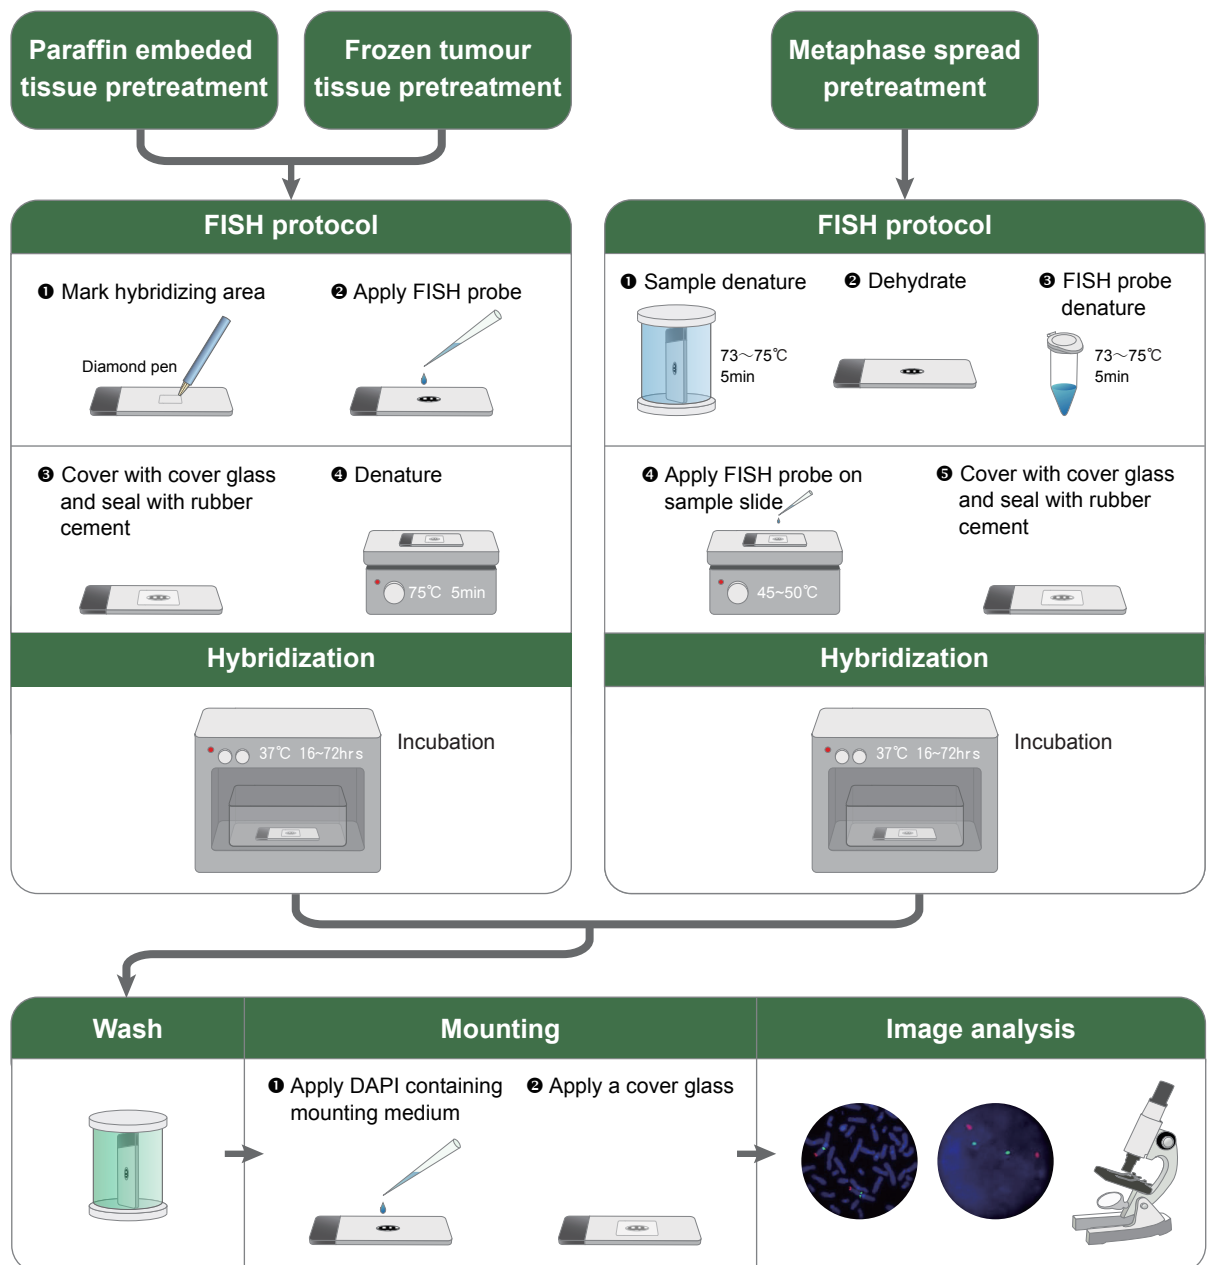 Paraffin embeded
tissue pretreatment
Frozen tumour
tissue pretreatment
Metaphase spread
pretreatment
FISH protocol
❶ Mark hybridizing area
Diamond pen
❷ Apply FISH probe
❸ Cover with cover glass
and seal with rubber
cement
❹ Denature
75℃ 5min
Hybridization
37℃ 16~72hrs
Incubation
FISH protocol
❶ Sample denature
73～75℃
5min
❷ Dehydrate
❸ FISH probe
denature
73～75℃
5min
❹ Apply FISH probe on
sample slide
45~50℃
❺ Cover with cover glass
and seal with rubber
cement
Hybridization
37℃ 16~72hrs
Incubation
Wash
Mounting
❶ Apply DAPI containing
mounting medium
❷ Apply a cover glass
Image analysis